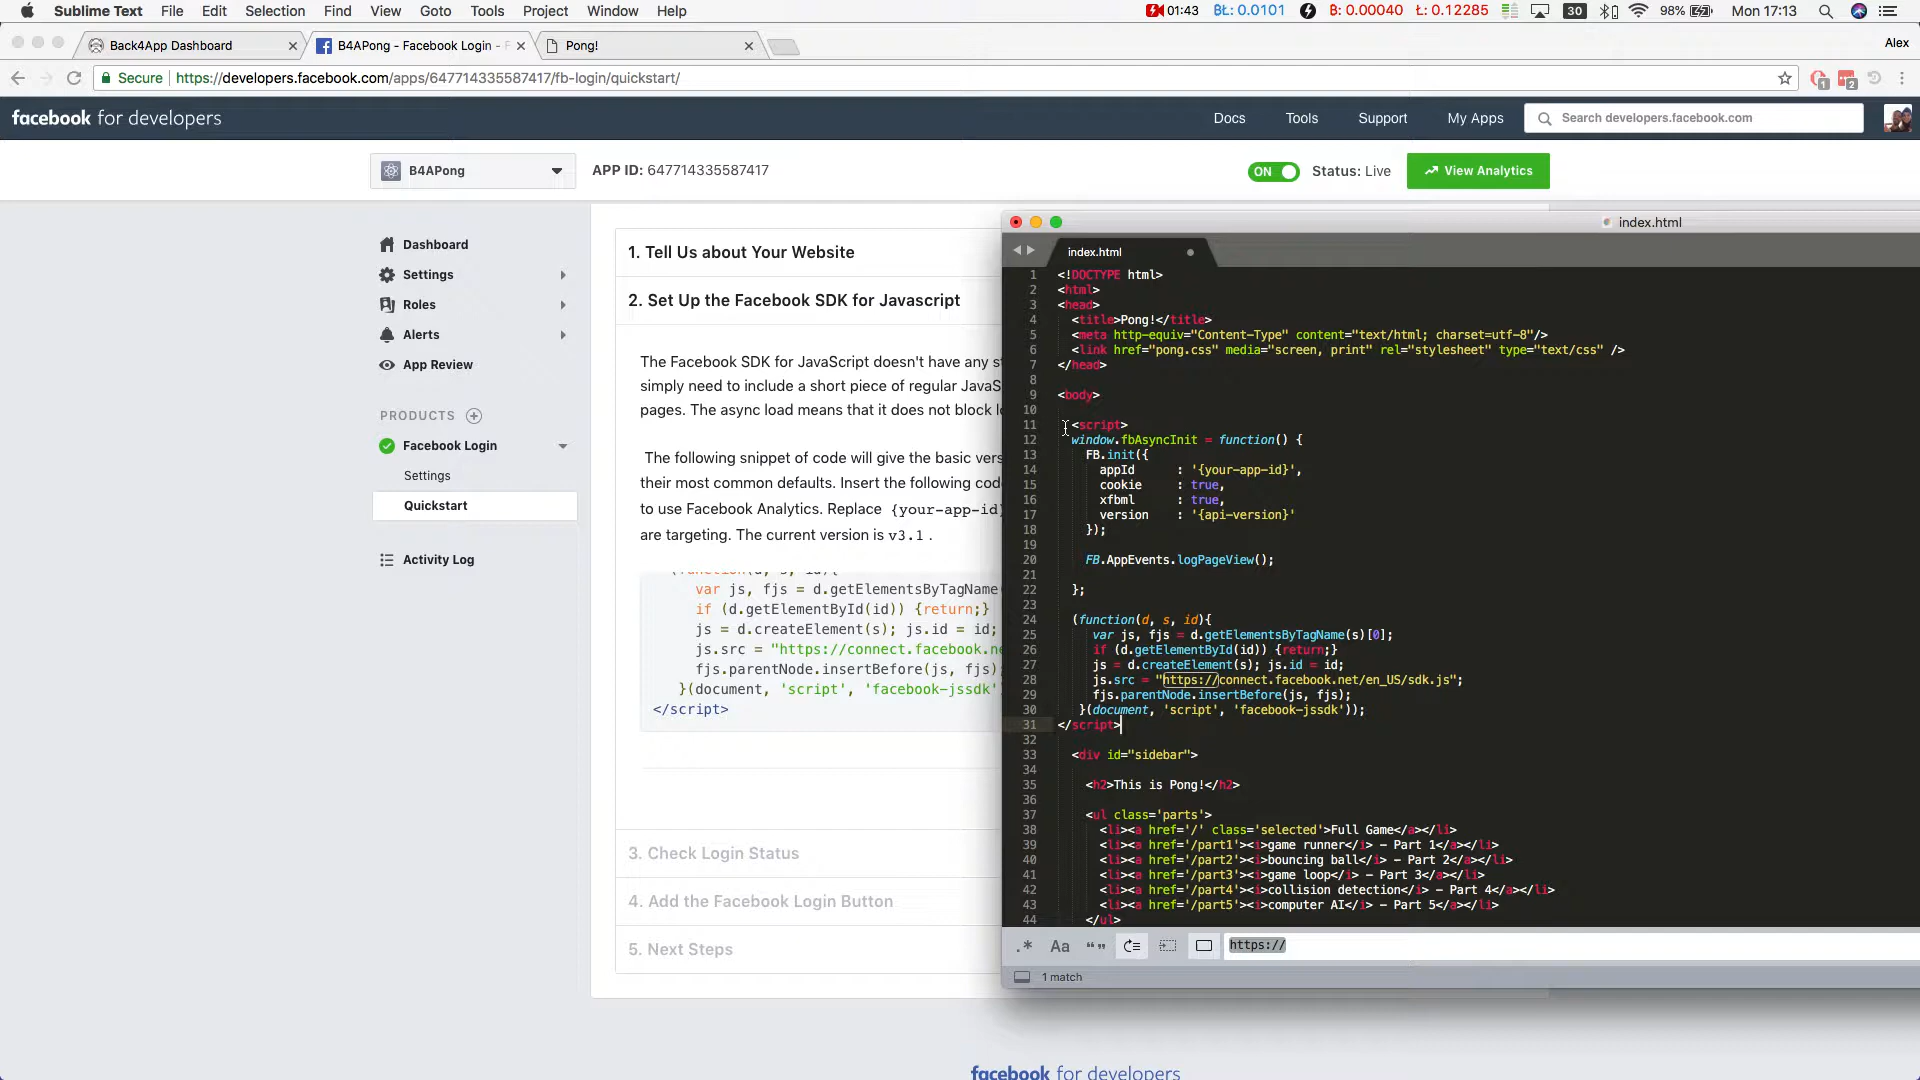 Sublime Text File Edit Selection Find View Goto Tools Project Window Help 01:43 ɃŁ: 0.0101 Ƀ: 0.00040 Ł: 0.12285 30 98% Mon 17:13
Back4App Dashboard B4APong - Facebook Login - F Pong! Alex
Secure https://developers.facebook.com/apps/647714335587417/fb-login/quickstart/ 1 2
facebook for developers Docs Tools Support My Apps Search developers.facebook.com
B4APong APP ID: 647714335587417 ON Status: Live View Analytics
Dashboard
Settings
Roles
Alerts
App Review
PRODUCTS
Facebook Login
Settings
Quickstart
Activity Log
1. Tell Us about Your Website
2. Set Up the Facebook SDK for Javascript
The Facebook SDK for JavaScript doesn't have any s
simply need to include a short piece of regular JavaS
pages. The async load means that it does not block l
The following snippet of code will give the basic vers
their most common defaults. Insert the following cod
to use Facebook Analytics. Replace {your-app-id}
are targeting. The current version is v3.1 .
(function(d, s, id){
var js, fjs = d.getElementsByTagName(
if (d.getElementById(id)) {return;}
js = d.createElement(s); js.id = id;
js.src = "https://connect.facebook.ne
fjs.parentNode.insertBefore(js, fjs);
}(document, 'script', 'facebook-jssdk'
</script>
3. Check Login Status
4. Add the Facebook Login Button
5. Next Steps
index.html
index.html
1 <!DOCTYPE html>
2 <html>
3 <head>
4 <title>Pong!</title>
5 <meta http-equiv="Content-Type" content="text/html; charset=utf-8"/>
6 <link href="pong.css" media="screen, print" rel="stylesheet" type="text/css" />
7 </head>
8
9 <body>
10
11 <script>
12 window.fbAsyncInit = function() {
13 FB.init({
14 appId : '{your-app-id}',
15 cookie : true,
16 xfbml : true,
17 version : '{api-version}'
18 });
19
20 FB.AppEvents.logPageView();
21
22 };
23
24 (function(d, s, id){
25 var js, fjs = d.getElementsByTagName(s)[0];
26 if (d.getElementById(id)) {return;}
27 js = d.createElement(s); js.id = id;
28 js.src = "https://connect.facebook.net/en_US/sdk.js";
29 fjs.parentNode.insertBefore(js, fjs);
30 }(document, 'script', 'facebook-jssdk'));
31 </script>
32
33 <div id="sidebar">
34
35 <h2>This is Pong!</h2>
36
37 <ul class='parts'>
38 <li><a href='/' class='selected'>Full Game</a></li>
39 <li><a href='/part1'><i>game runner</i> - Part 1</a></li>
40 <li><a href='/part2'><i>bouncing ball</i> - Part 2</a></li>
41 <li><a href='/part3'><i>game loop</i> - Part 3</a></li>
42 <li><a href='/part4'><i>collision detection</i> - Part 4</a></li>
43 <li><a href='/part5'><i>computer AI</i> - Part 5</a></li>
44 </ul>
.* Aa “” https://
1 match
facebook for developers